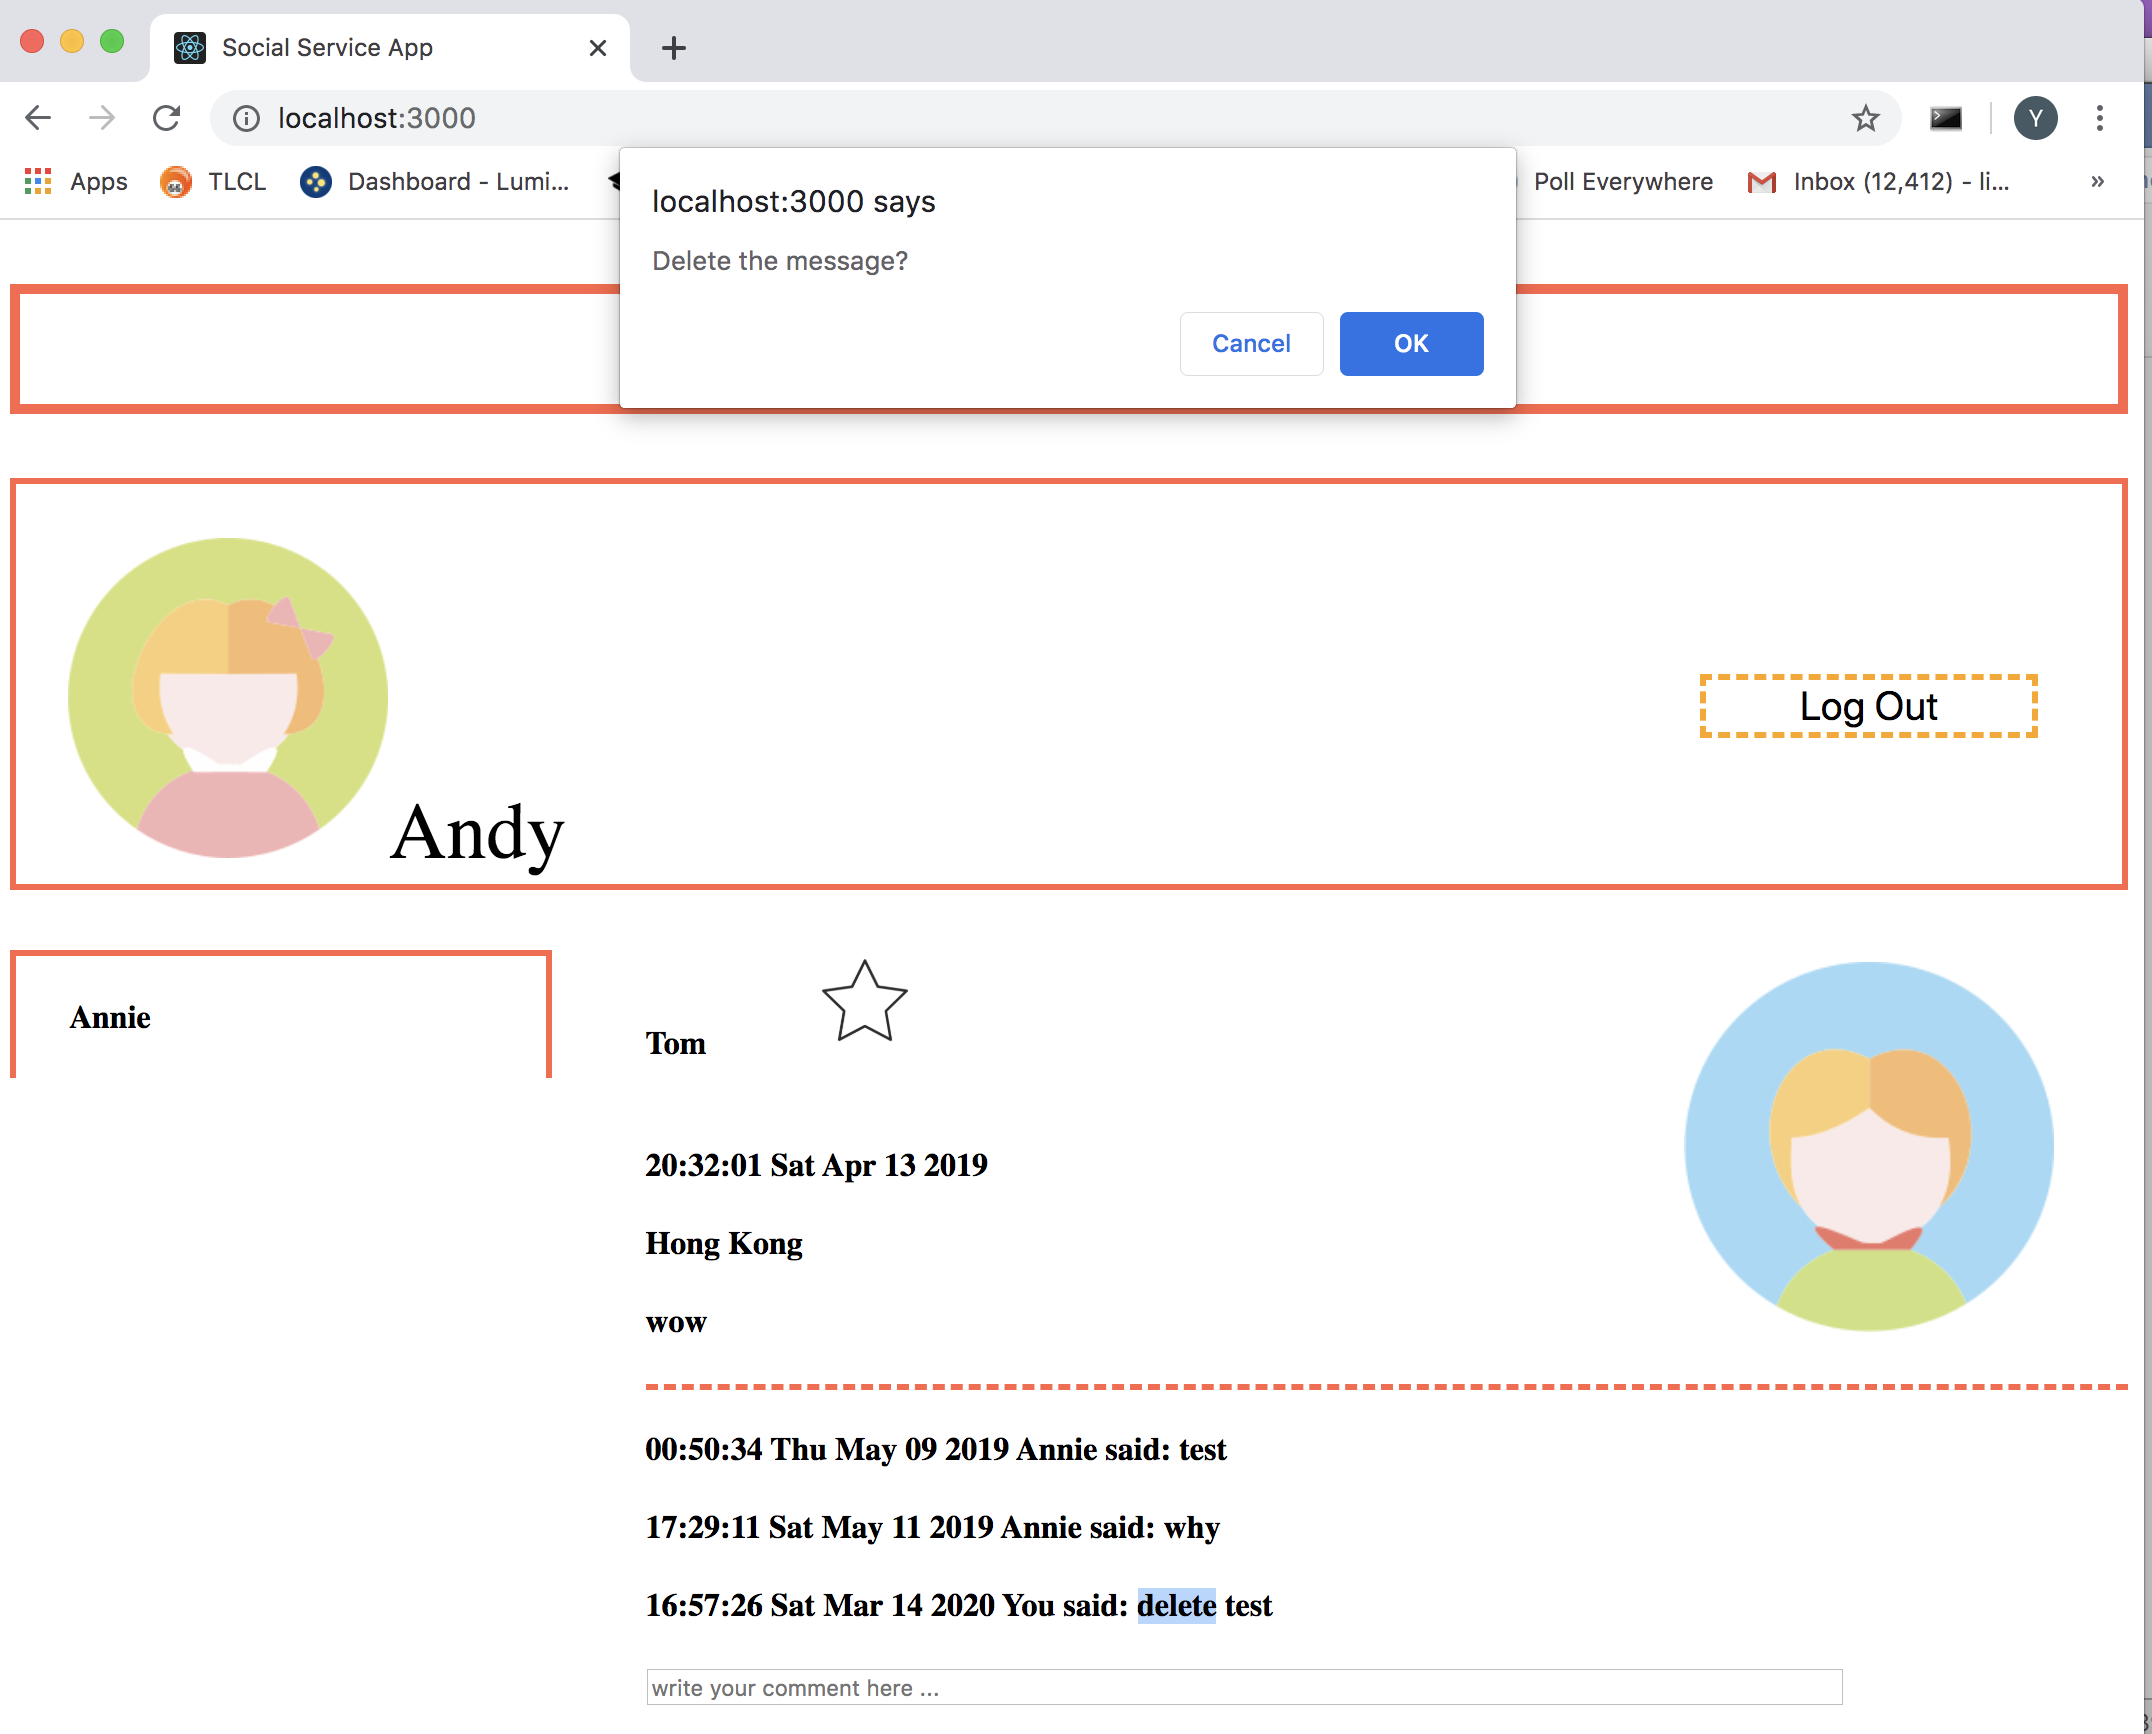 Social Service App
localhost:3000
Y
Apps TLCL Dashboard - Lumi... Poll Everywhere Inbox (12,412) - li... »
localhost:3000 says
Delete the message?
Cancel OK
Log Out
Andy
Annie
Tom
20:32:01 Sat Apr 13 2019
Hong Kong
wow
00:50:34 Thu May 09 2019 Annie said: test
17:29:11 Sat May 11 2019 Annie said: why
16:57:26 Sat Mar 14 2020 You said: delete test
write your comment here ...